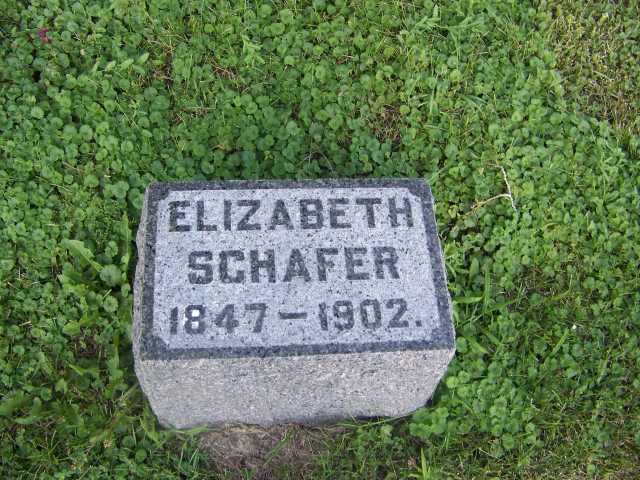 ELIZABETH
SCHAFER
1847-1902.